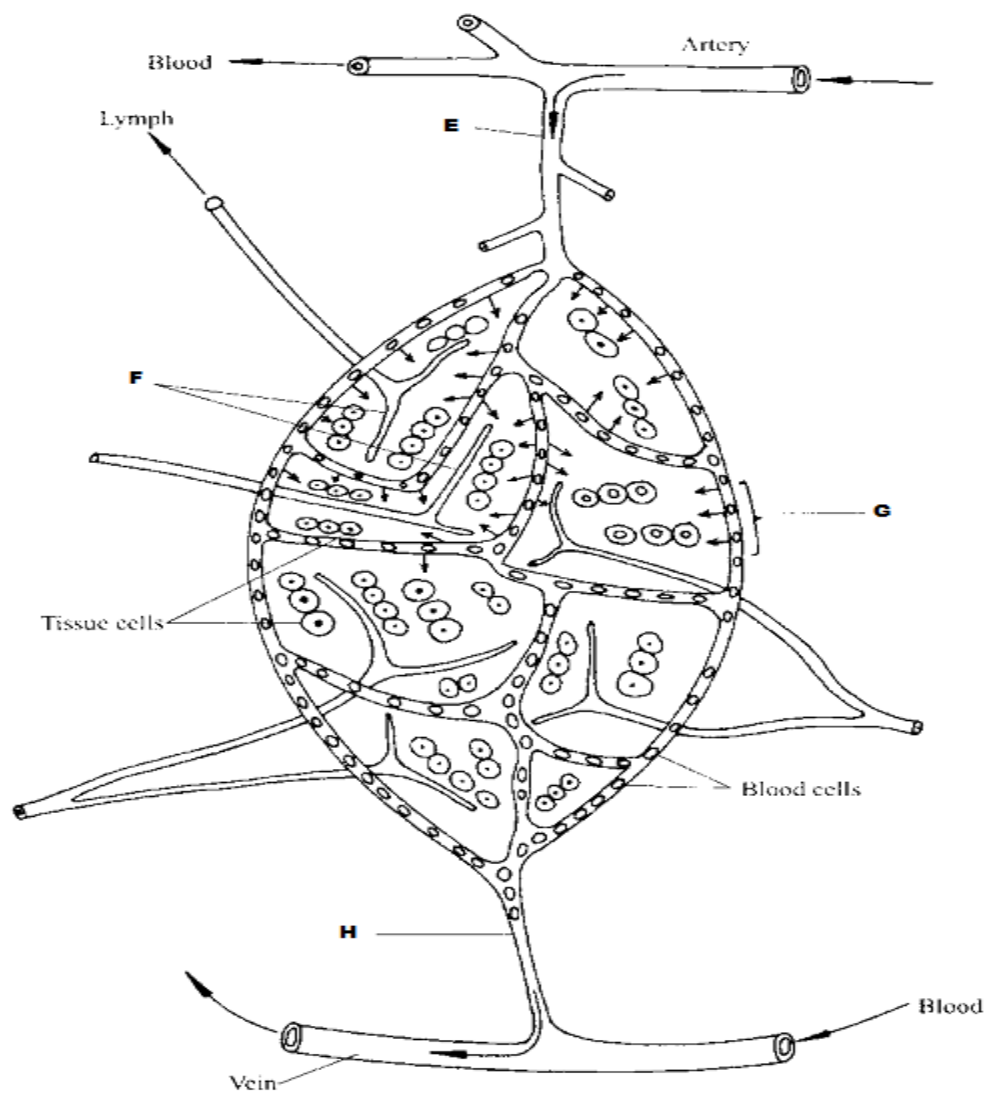 Artery
Blood
Lymph
E
F
G
Tissue cells
Blood cells
H
Blood
Vein